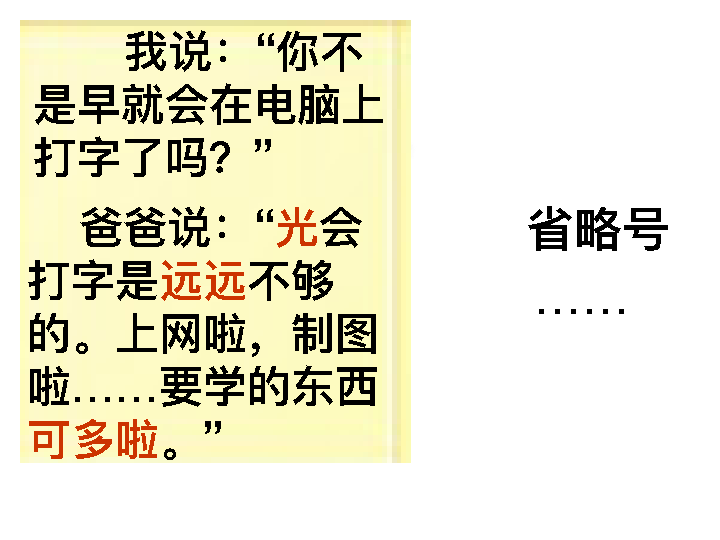 我说：“你不
是早就会在电脑上
打字了吗？”
爸爸说：“光会
打字是远远不够
的。上网啦，制图
啦……要学的东西
可多啦。”
省略号
……